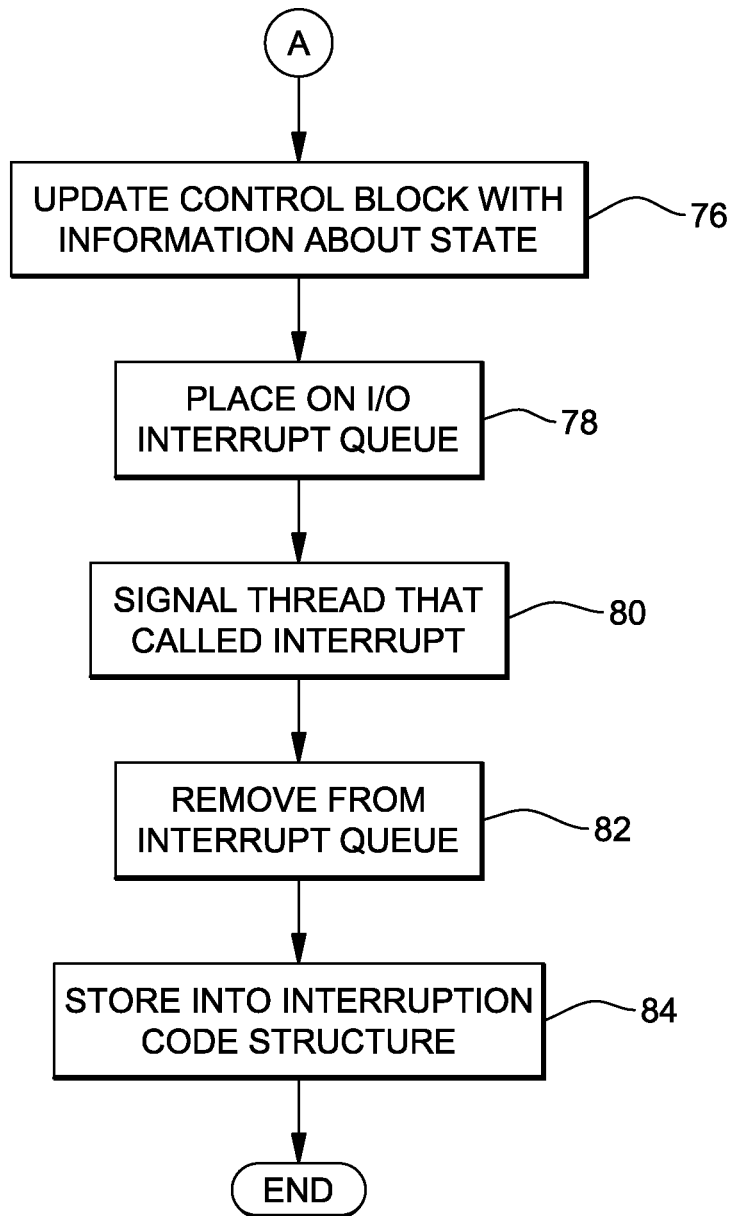 A
UPDATE CONTROL BLOCK WITH
INFORMATION ABOUT STATE
76
PLACE ON I/O
INTERRUPT QUEUE
78
SIGNAL THREAD THAT
CALLED INTERRUPT
80
REMOVE FROM
INTERRUPT QUEUE
82
STORE INTO INTERRUPTION
CODE STRUCTURE
84
END